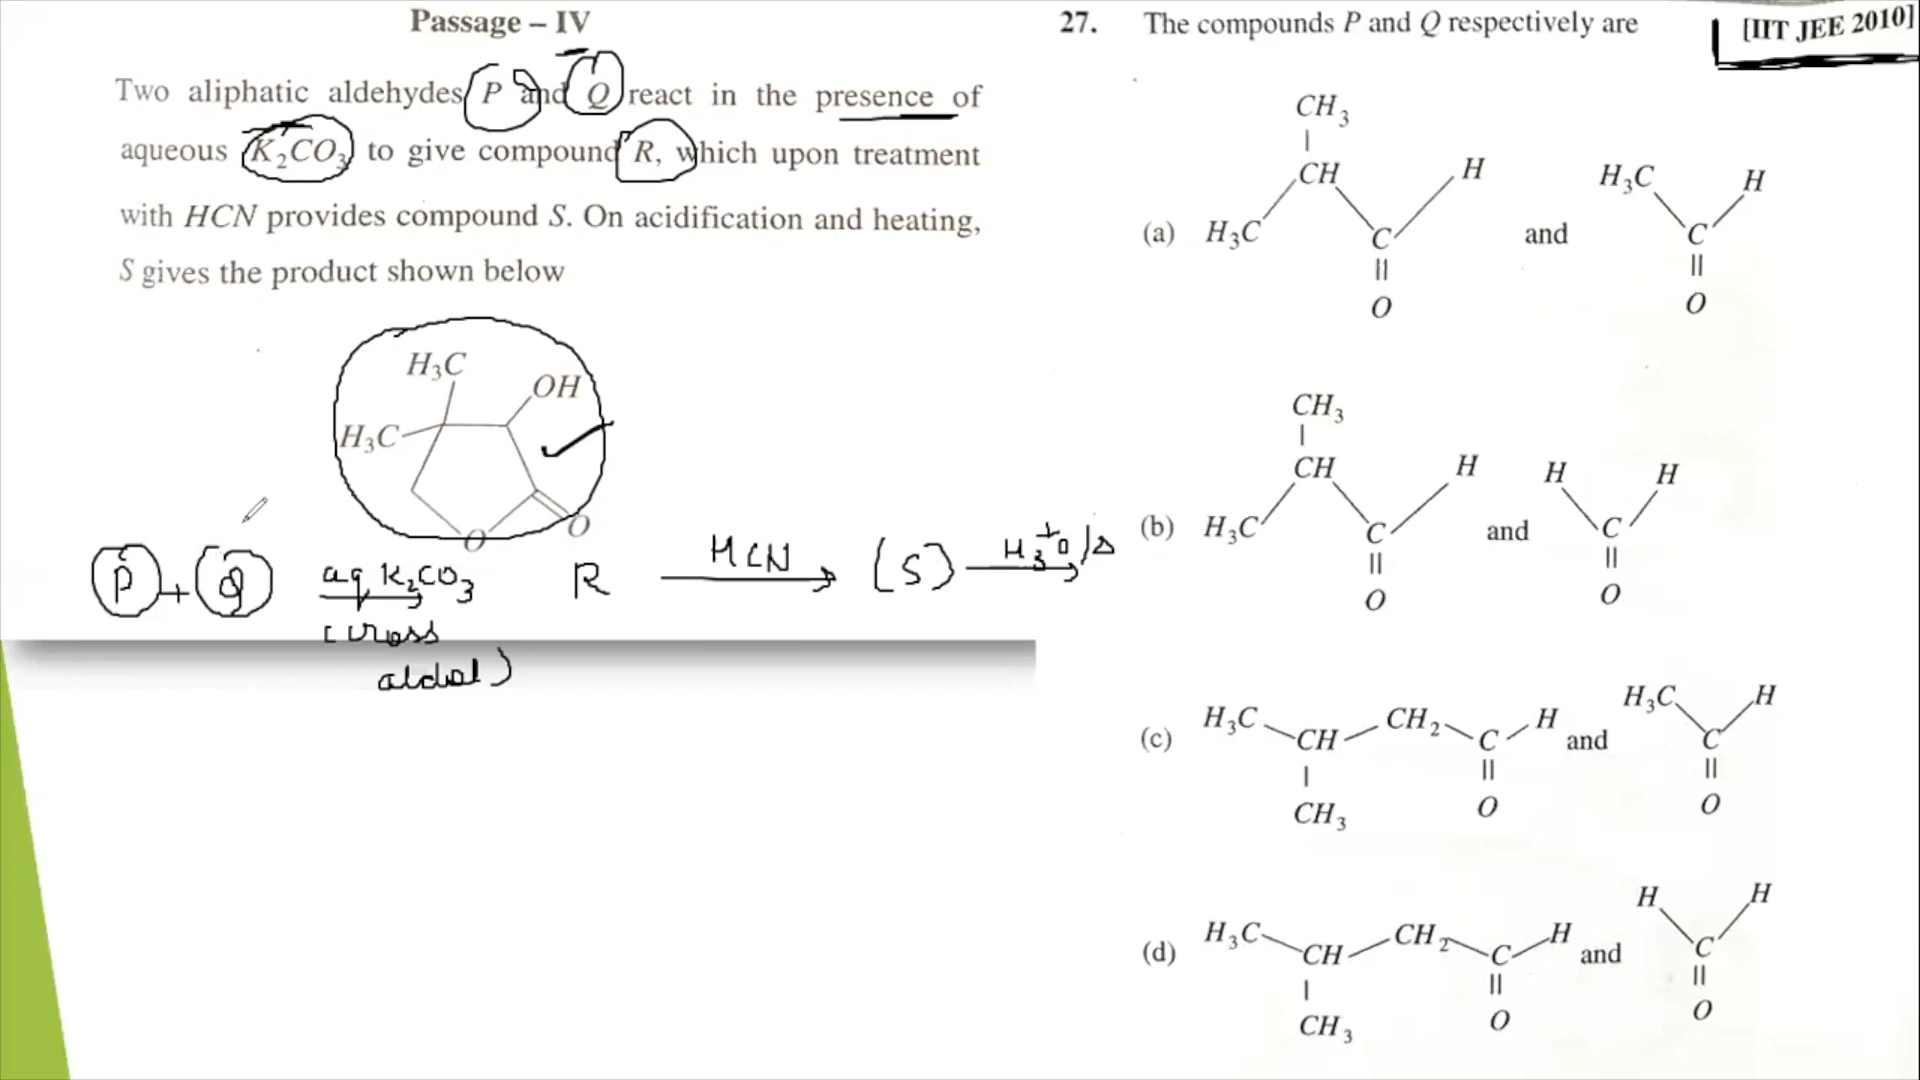 Passage – IV
Two aliphatic aldehydes P and Q react in the presence of
aqueous K₂CO₃ to give compound R, which upon treatment
with HCN provides compound S. On acidification and heating,
S gives the product shown below
H₃C
OH
H₃C
O
O
P + Q aq K₂CO₃ R HCN (S) H₃⁺O/Δ
(cross
aldol)
27. The compounds P and Q respectively are [IIT JEE 2010]
CH₃
CH H H₃C H
(a) H₃C C and C
O O
CH₃
CH H H H
(b) H₃C C and C
O O
H₃C CH₂ H H₃C H
(c) CH C and C
CH₃ O O
H₃C CH₂ H H H
(d) CH C and C
CH₃ O O